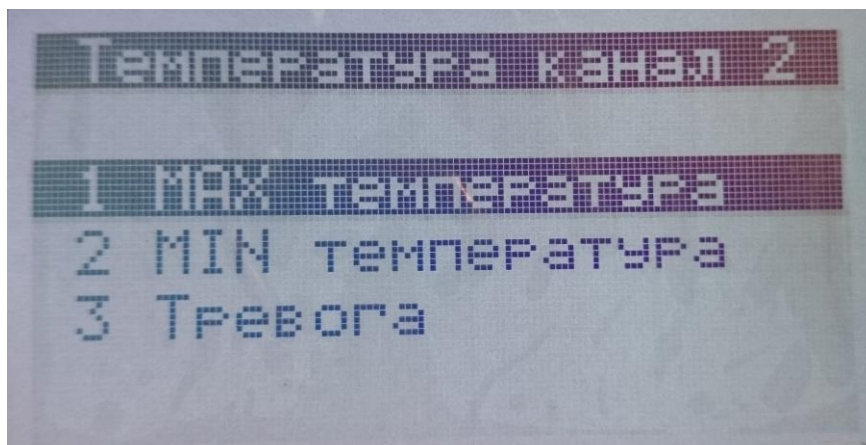 Температура канал 2
1 MAX температура
2 MIN температура
3 Тревога